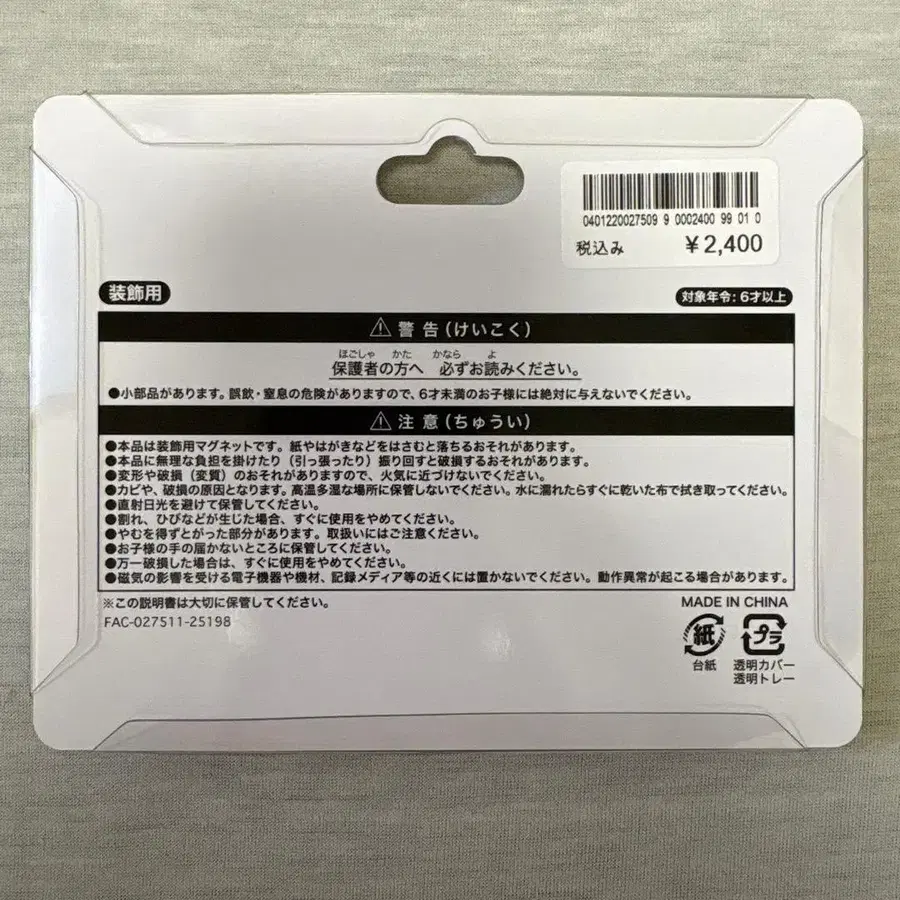 0401220027509 9 0002400 99 01 0
税込み ¥2,400
装飾用
対象年令:6才以上
⚠警告(けいこく)
ほごしゃ かた かなら よ
保護者の方へ 必ずお読みください。
●小部品があります。誤飲・窒息の危険がありますので、6才未満のお子様には絶対に与えないでください。
⚠注意(ちゅうい)
●本品は装飾用マグネットです。紙やはがきなどをはさむと落ちるおそれがあります。
●本品に無理な負担を掛けたり(引っ張ったり)振り回すと破損するおそれがあります。
●変形や破損(変質)のおそれがありますので、火気に近づけないでください。
●カビや、破損の原因となります。高温多湿な場所に保管しないでください。水に濡れたらすぐに乾いた布で拭き取ってください。
●直射日光を避けて保管してください。
●割れ、ひびなどが生じた場合、すぐに使用をやめてください。
●やむを得ずとがった部分があります。取扱いにはご注意ください。
●お子様の手の届かないところに保管してください。
●万一破損した場合は、すぐに使用をやめてください。
●磁気の影響を受ける電子機器や機材、記録メディア等の近くには置かないでください。動作異常が起こる場合があります。
※この説明書は大切に保管してください。
FAC-027511-25198
MADE IN CHINA
紙 プラ
台紙 透明カバー
透明トレー